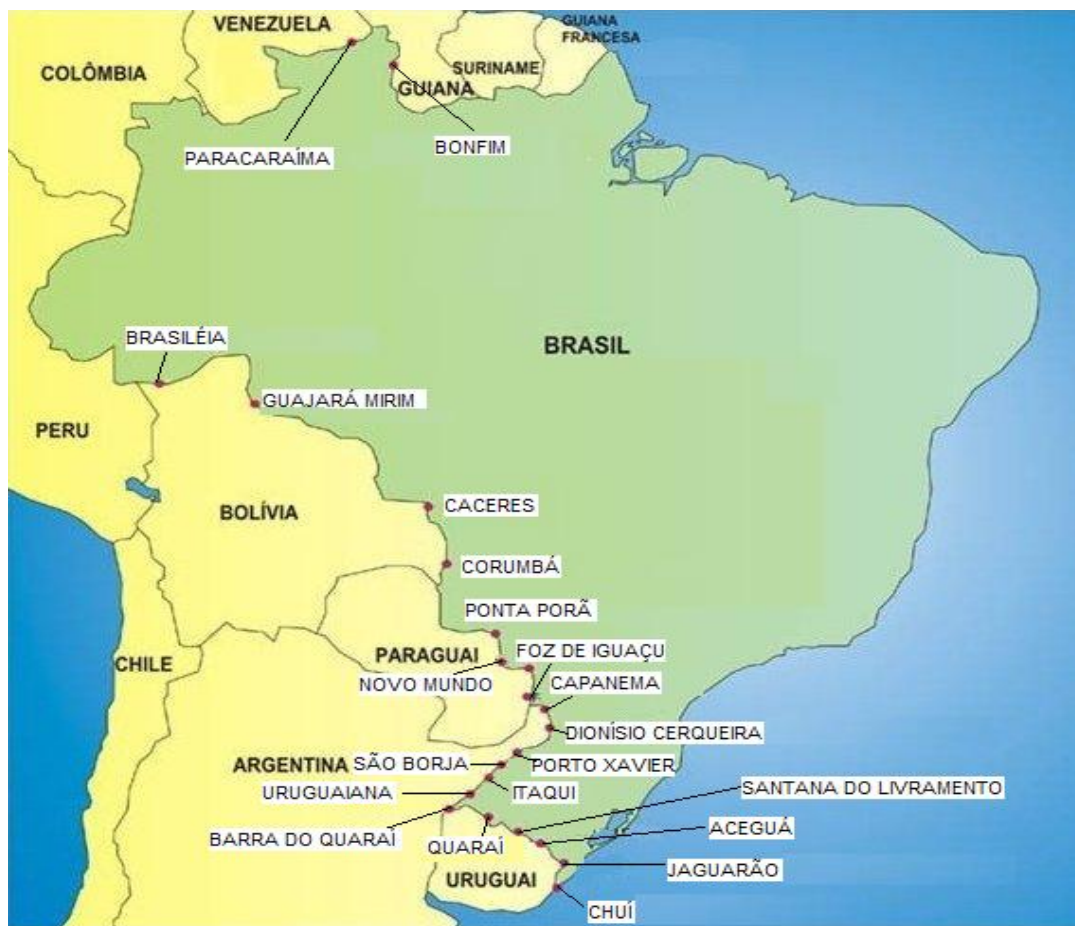 VENEZUELA
GUIANA
FRANCESA
COLÔMBIA
SURINAME
GUIANA
BONFIM
PARACARAÍMA
BRASILÉIA
BRASIL
GUAJARÁ MIRIM
PERU
CACERES
BOLÍVIA
CORUMBÁ
PONTA PORÃ
FOZ DE IGUAÇU
PARAGUAI
CHILE
NOVO MUNDO
CAPANEMA
DIONÍSIO CERQUEIRA
ARGENTINA
SÃO BORJA
PORTO XAVIER
URUGUAIANA
ITAQUI
SANTANA DO LIVRAMENTO
BARRA DO QUARAÍ
QUARAÍ
ACEGUÁ
JAGUARÃO
URUGUAI
CHUÍ